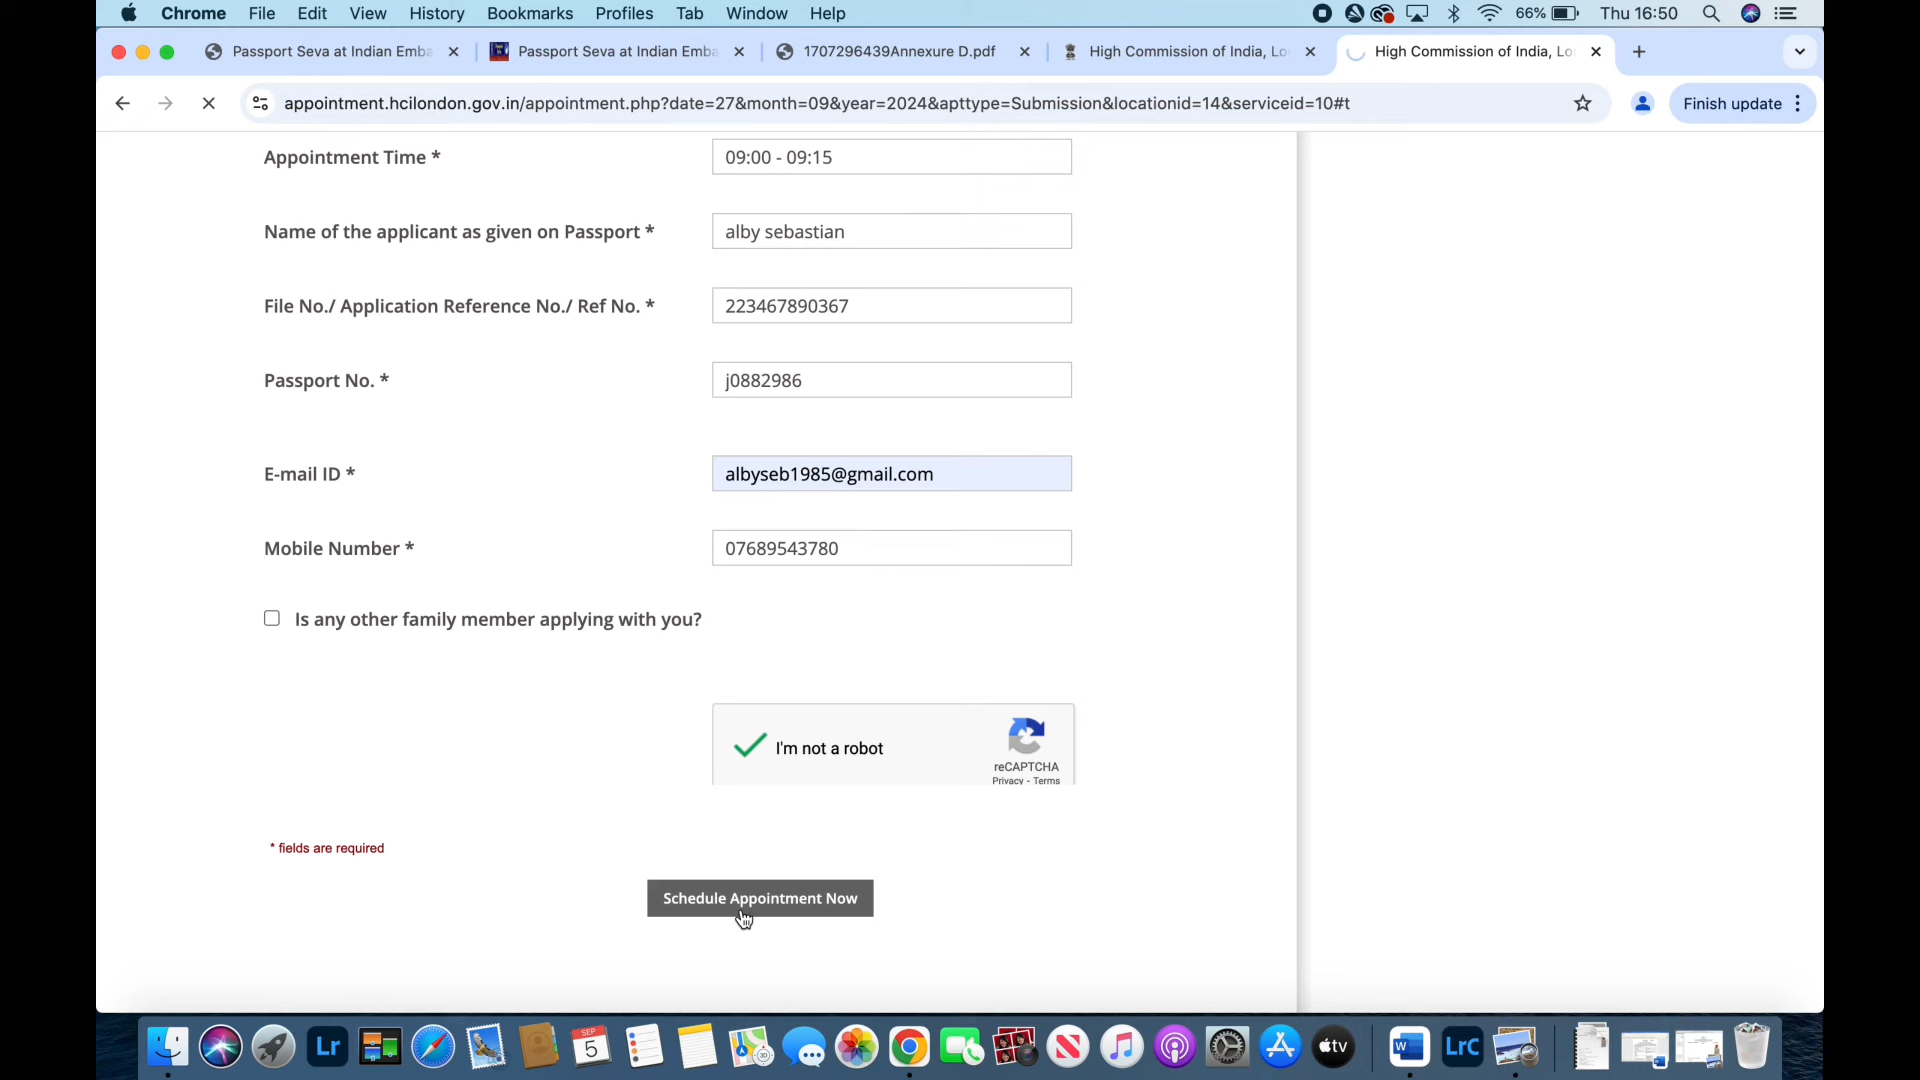 Chrome File Edit View History Bookmarks Profiles Tab Window Help 66% Thu 16:50
Passport Seva at Indian Emba Passport Seva at Indian Emba 1707296439Annexure D.pdf High Commission of India, Lo High Commission of India, Lo
appointment.hcilondon.gov.in/appointment.php?date=27&month=09&year=2024&apttype=Submission&locationid=14&serviceid=10#t Finish update
Appointment Time * 09:00 - 09:15
Name of the applicant as given on Passport * alby sebastian
File No./ Application Reference No./ Ref No. * 223467890367
Passport No. * j0882986
E-mail ID * albyseb1985@gmail.com
Mobile Number * 07689543780
Is any other family member applying with you?
I'm not a robot
reCAPTCHA
Privacy - Terms
* fields are required
Schedule Appointment Now
Lr SEP 5 3D tv W LrC